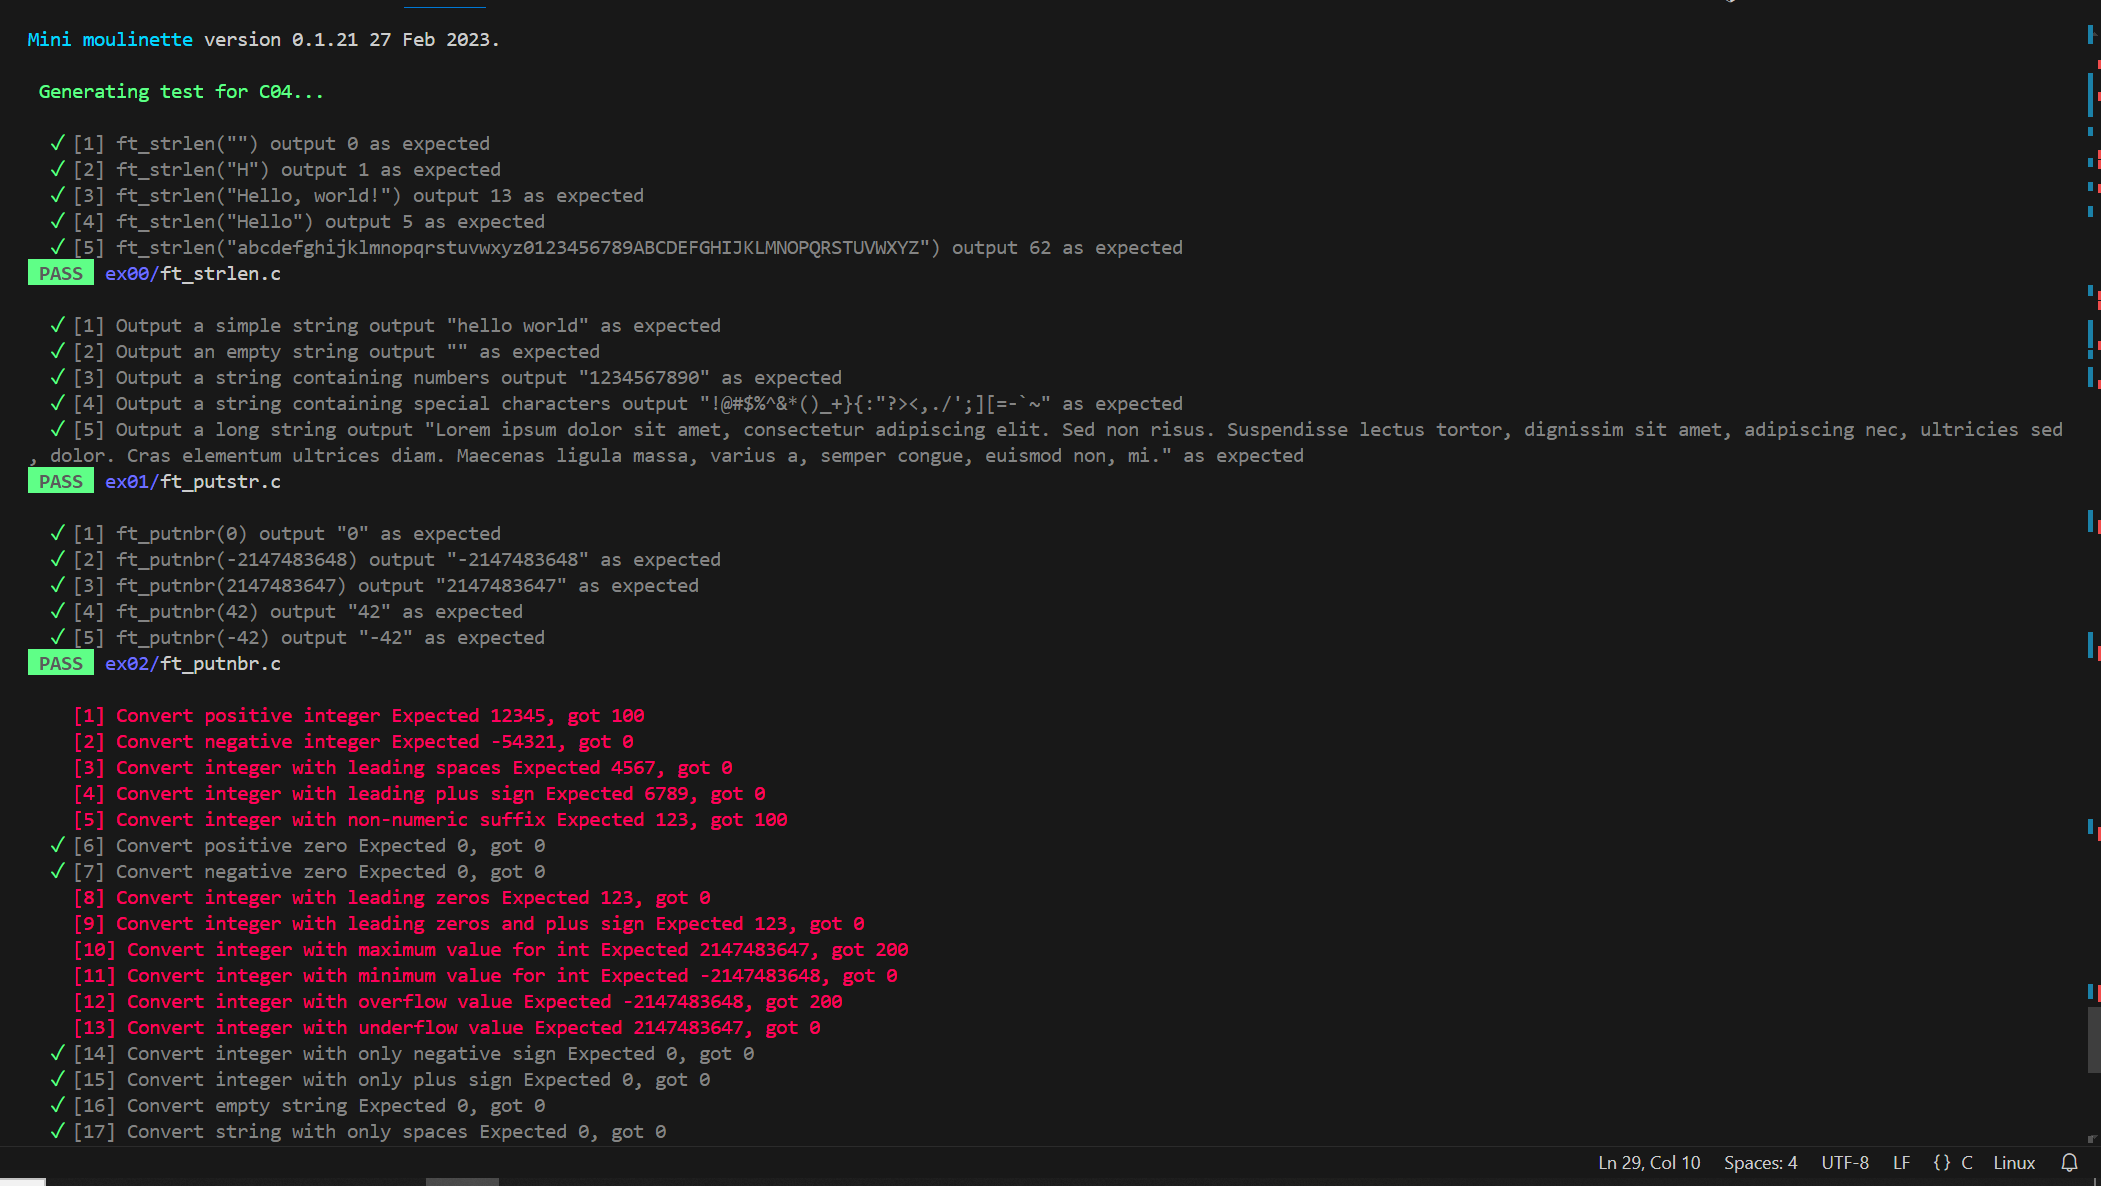 Mini moulinette version 0.1.21 27 Feb 2023.
Generating test for C04...
✓ [1] ft_strlen("") output 0 as expected
✓ [2] ft_strlen("H") output 1 as expected
✓ [3] ft_strlen("Hello, world!") output 13 as expected
✓ [4] ft_strlen("Hello") output 5 as expected
✓ [5] ft_strlen("abcdefghijklmnopqrstuvwxyz0123456789ABCDEFGHIJKLMNOPQRSTUVWXYZ") output 62 as expected
PASS ex00/ft_strlen.c
✓ [1] Output a simple string output "hello world" as expected
✓ [2] Output an empty string output "" as expected
✓ [3] Output a string containing numbers output "1234567890" as expected
✓ [4] Output a string containing special characters output "!@#$%^&*()_+}{:"?><,./';][=-`~" as expected
✓ [5] Output a long string output "Lorem ipsum dolor sit amet, consectetur adipiscing elit. Sed non risus. Suspendisse lectus tortor, dignissim sit amet, adipiscing nec, ultricies sed
, dolor. Cras elementum ultrices diam. Maecenas ligula massa, varius a, semper congue, euismod non, mi." as expected
PASS ex01/ft_putstr.c
✓ [1] ft_putnbr(0) output "0" as expected
✓ [2] ft_putnbr(-2147483648) output "-2147483648" as expected
✓ [3] ft_putnbr(2147483647) output "2147483647" as expected
✓ [4] ft_putnbr(42) output "42" as expected
✓ [5] ft_putnbr(-42) output "-42" as expected
PASS ex02/ft_putnbr.c
[1] Convert positive integer Expected 12345, got 100
[2] Convert negative integer Expected -54321, got 0
[3] Convert integer with leading spaces Expected 4567, got 0
[4] Convert integer with leading plus sign Expected 6789, got 0
[5] Convert integer with non-numeric suffix Expected 123, got 100
✓ [6] Convert positive zero Expected 0, got 0
✓ [7] Convert negative zero Expected 0, got 0
[8] Convert integer with leading zeros Expected 123, got 0
[9] Convert integer with leading zeros and plus sign Expected 123, got 0
[10] Convert integer with maximum value for int Expected 2147483647, got 200
[11] Convert integer with minimum value for int Expected -2147483648, got 0
[12] Convert integer with overflow value Expected -2147483648, got 200
[13] Convert integer with underflow value Expected 2147483647, got 0
✓ [14] Convert integer with only negative sign Expected 0, got 0
✓ [15] Convert integer with only plus sign Expected 0, got 0
✓ [16] Convert empty string Expected 0, got 0
✓ [17] Convert string with only spaces Expected 0, got 0
Ln 29, Col 10 Spaces: 4 UTF-8 LF {} C Linux